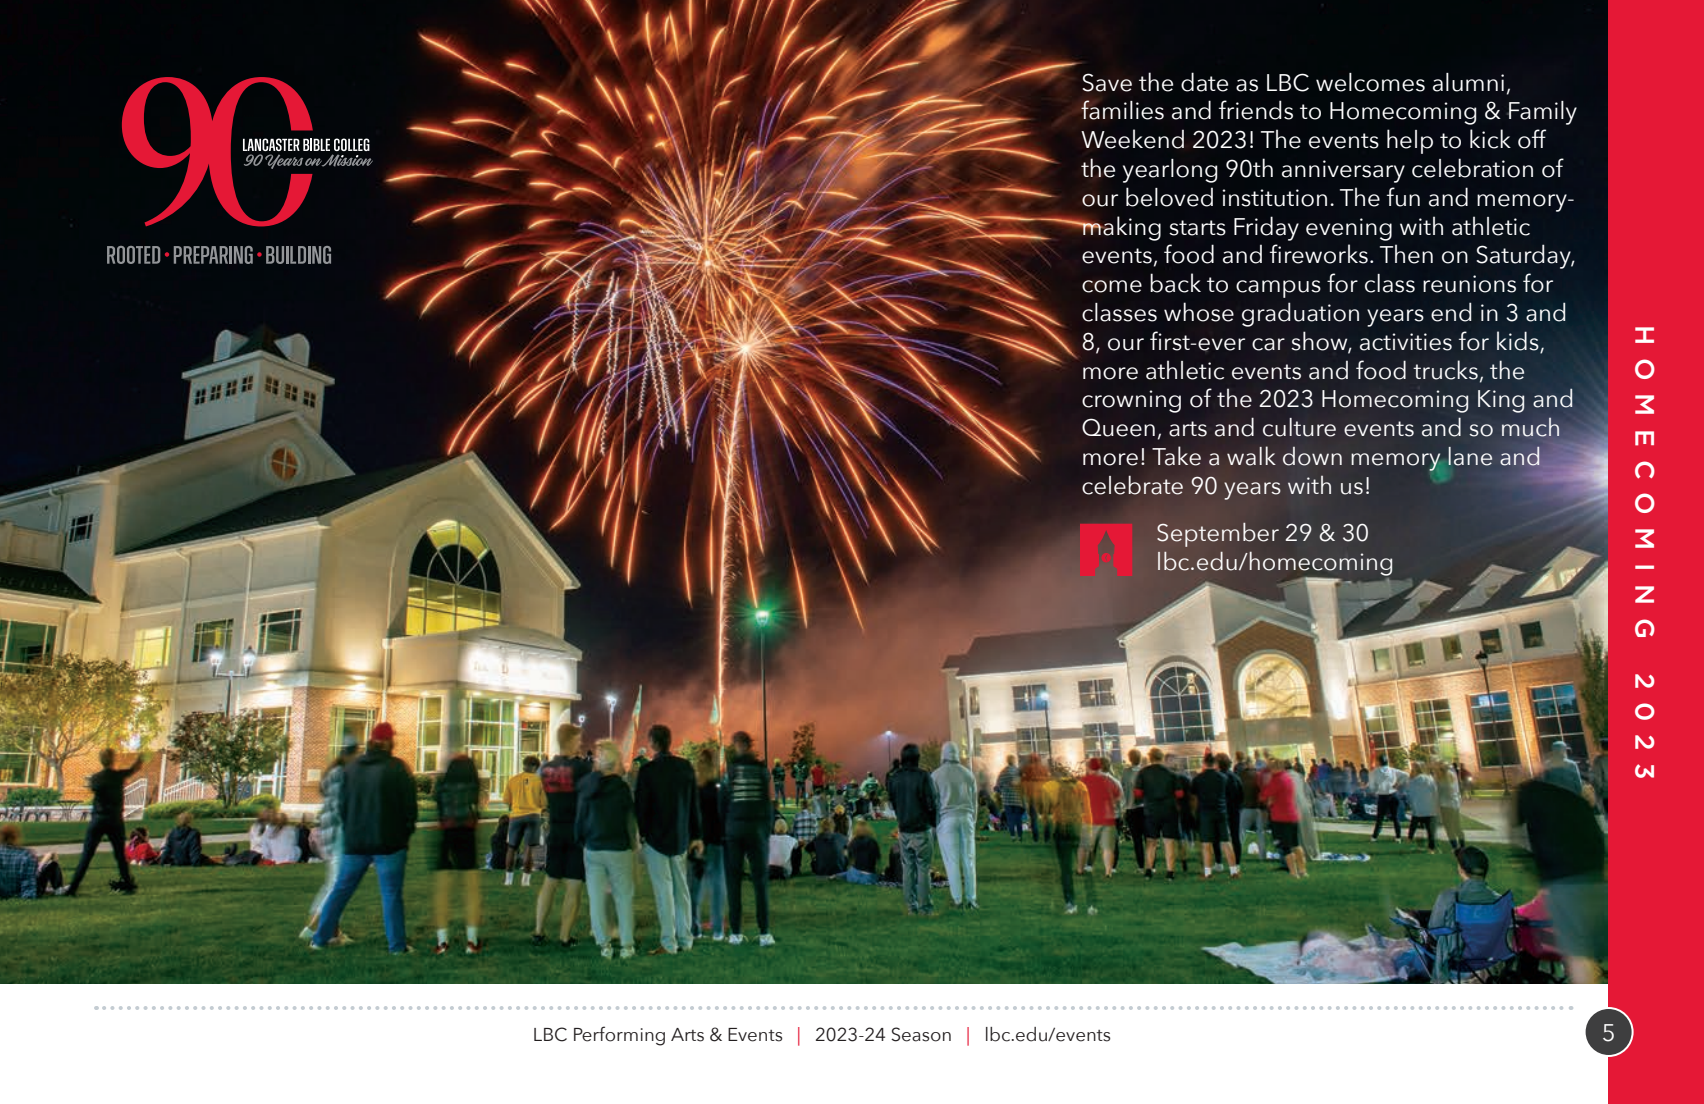 90
LANCASTER BIBLE COLLEG
90 Years on Mission
ROOTED • PREPARING • BUILDING
Save the date as LBC welcomes alumni,
families and friends to Homecoming & Family
Weekend 2023! The events help to kick off
the yearlong 90th anniversary celebration of
our beloved institution. The fun and memory-
making starts Friday evening with athletic
events, food and fireworks. Then on Saturday,
come back to campus for class reunions for
classes whose graduation years end in 3 and
8, our first-ever car show, activities for kids,
more athletic events and food trucks, the
crowning of the 2023 Homecoming King and
Queen, arts and culture events and so much
more! Take a walk down memory lane and
celebrate 90 years with us!
September 29 & 30
lbc.edu/homecoming
HOMECOMING 2023
LBC Performing Arts & Events | 2023-24 Season | lbc.edu/events
5